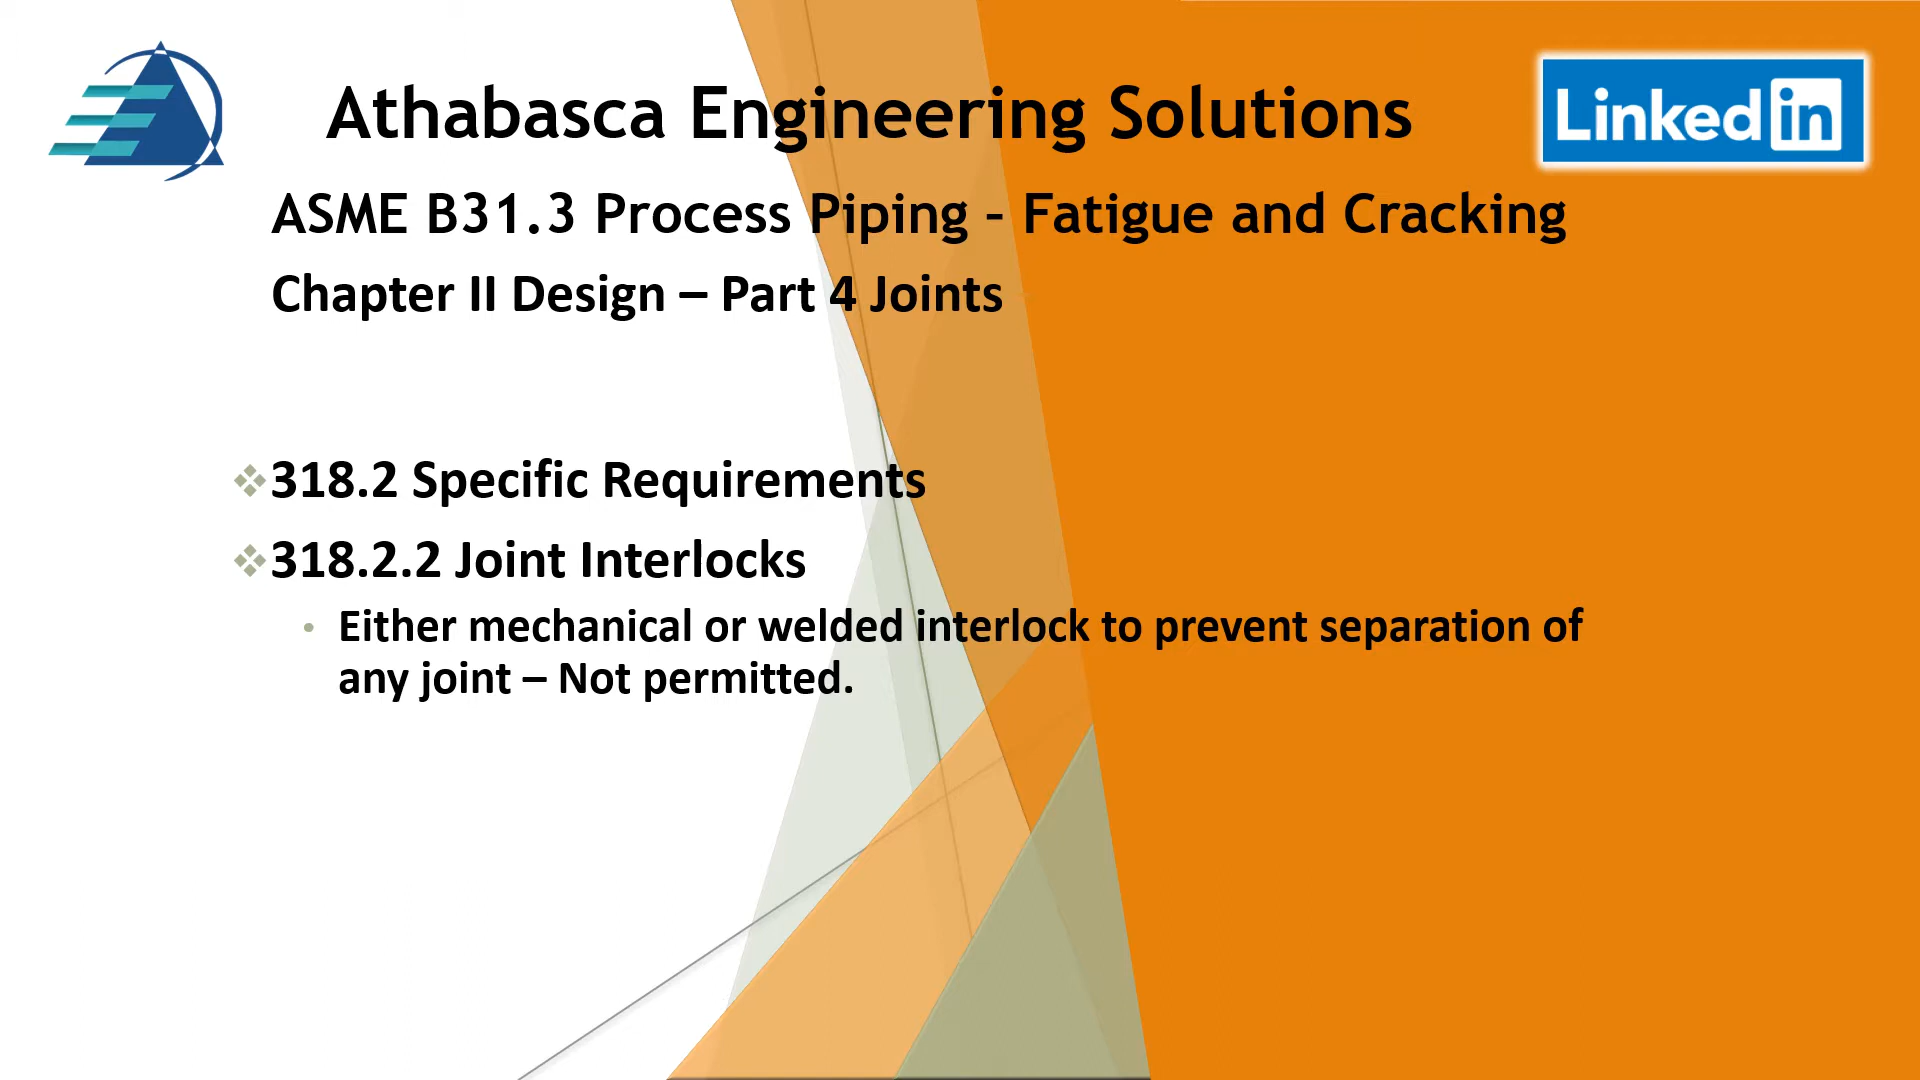 Athabasca Engineering Solutions
Linked in
ASME B31.3 Process Piping - Fatigue and Cracking
Chapter II Design – Part 4 Joints
318.2 Specific Requirements
318.2.2 Joint Interlocks
Either mechanical or welded interlock to prevent separation of
any joint – Not permitted.